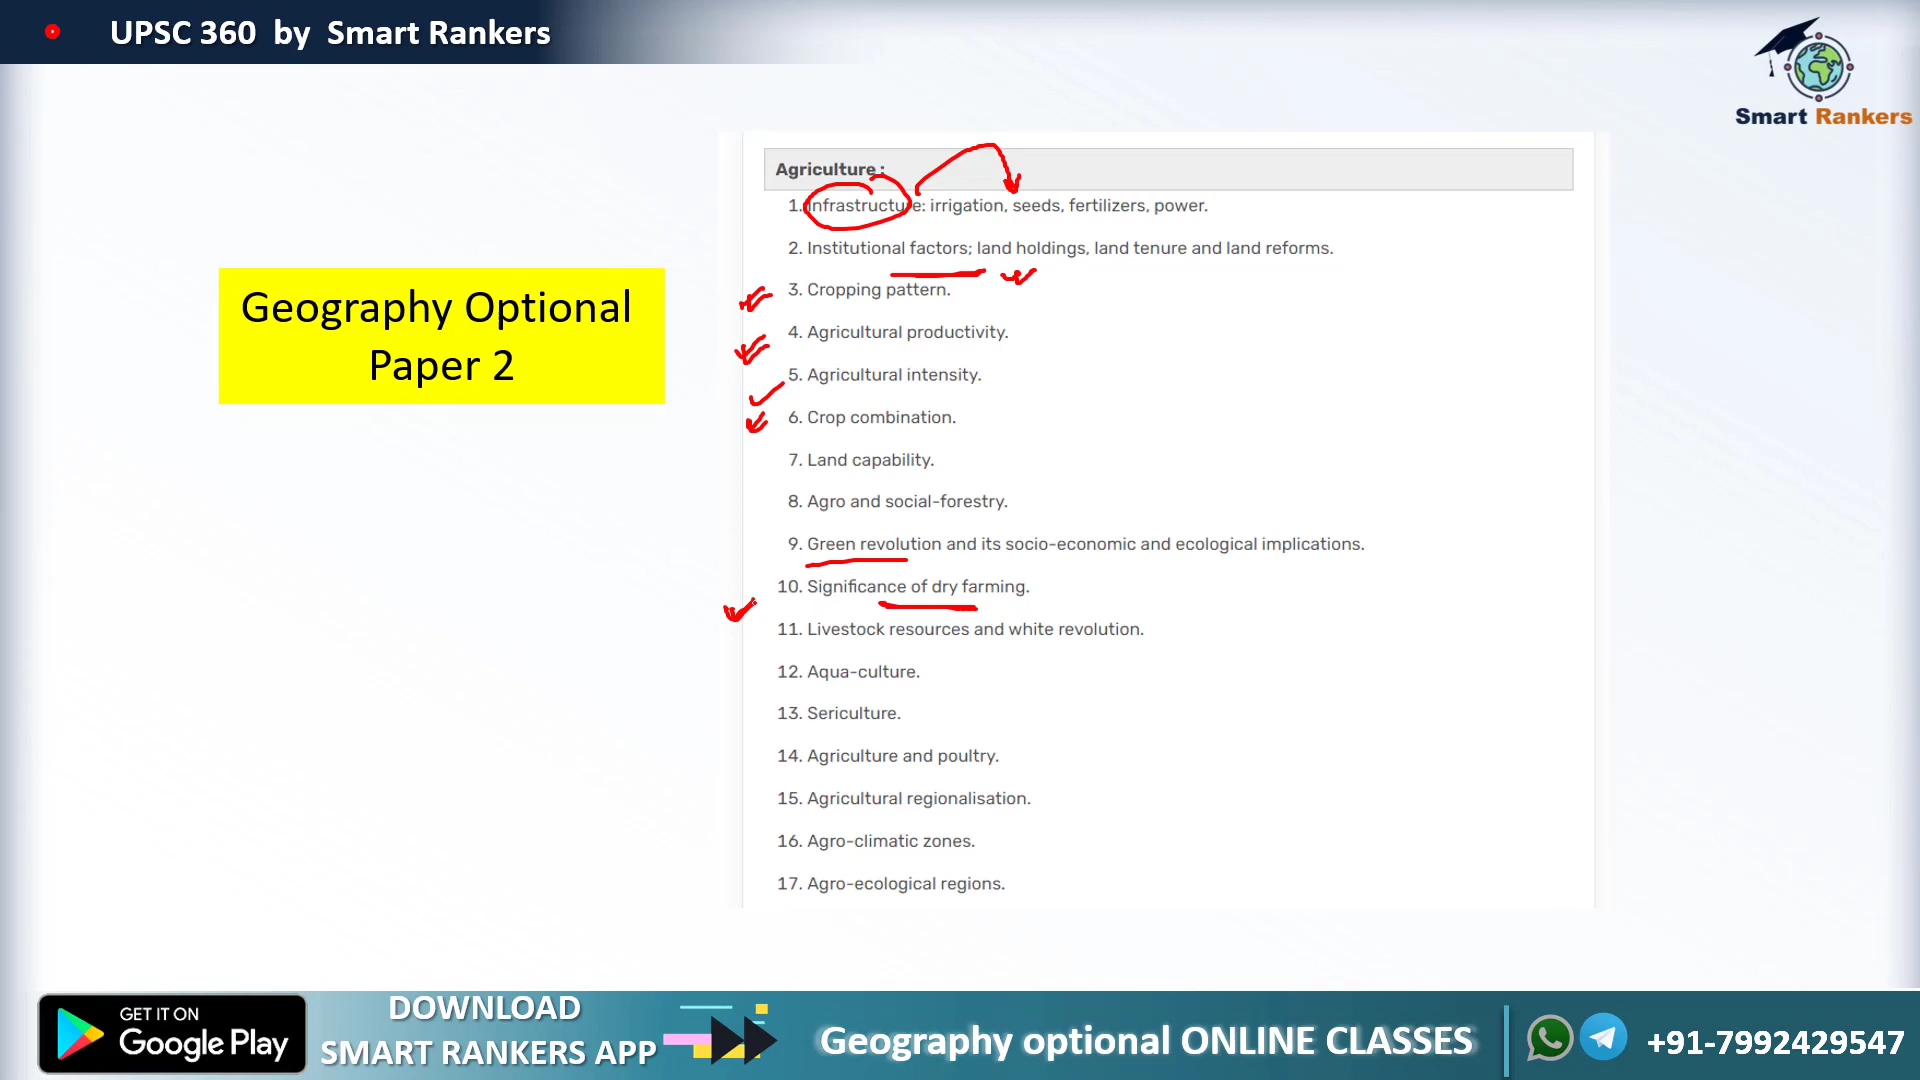 UPSC 360 by Smart Rankers
Smart Rankers
Geography Optional
Paper 2
Agriculture :
1. Infrastructure: irrigation, seeds, fertilizers, power.
2. Institutional factors; land holdings, land tenure and land reforms.
3. Cropping pattern.
4. Agricultural productivity.
5. Agricultural intensity.
6. Crop combination.
7. Land capability.
8. Agro and social-forestry.
9. Green revolution and its socio-economic and ecological implications.
10. Significance of dry farming.
11. Livestock resources and white revolution.
12. Aqua-culture.
13. Sericulture.
14. Agriculture and poultry.
15. Agricultural regionalisation.
16. Agro-climatic zones.
17. Agro-ecological regions.
GET IT ON
Google Play
DOWNLOAD
SMART RANKERS APP
Geography optional ONLINE CLASSES
+91-7992429547